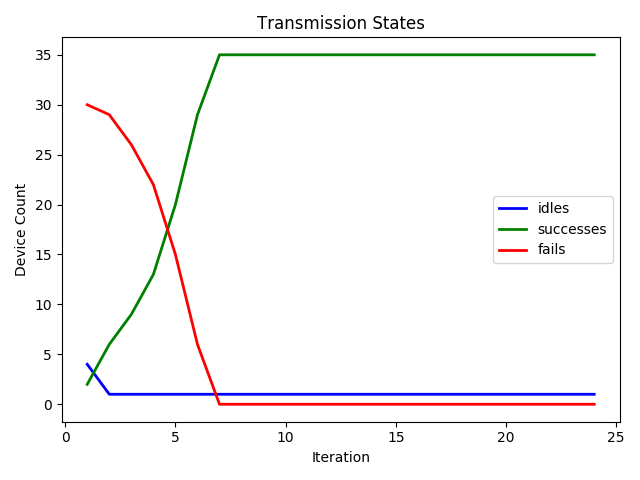 Transmission States
Device Count
35
30
25
20
15
10
5
0
idles
successes
fails
0 5 10 15 20 25
Iteration